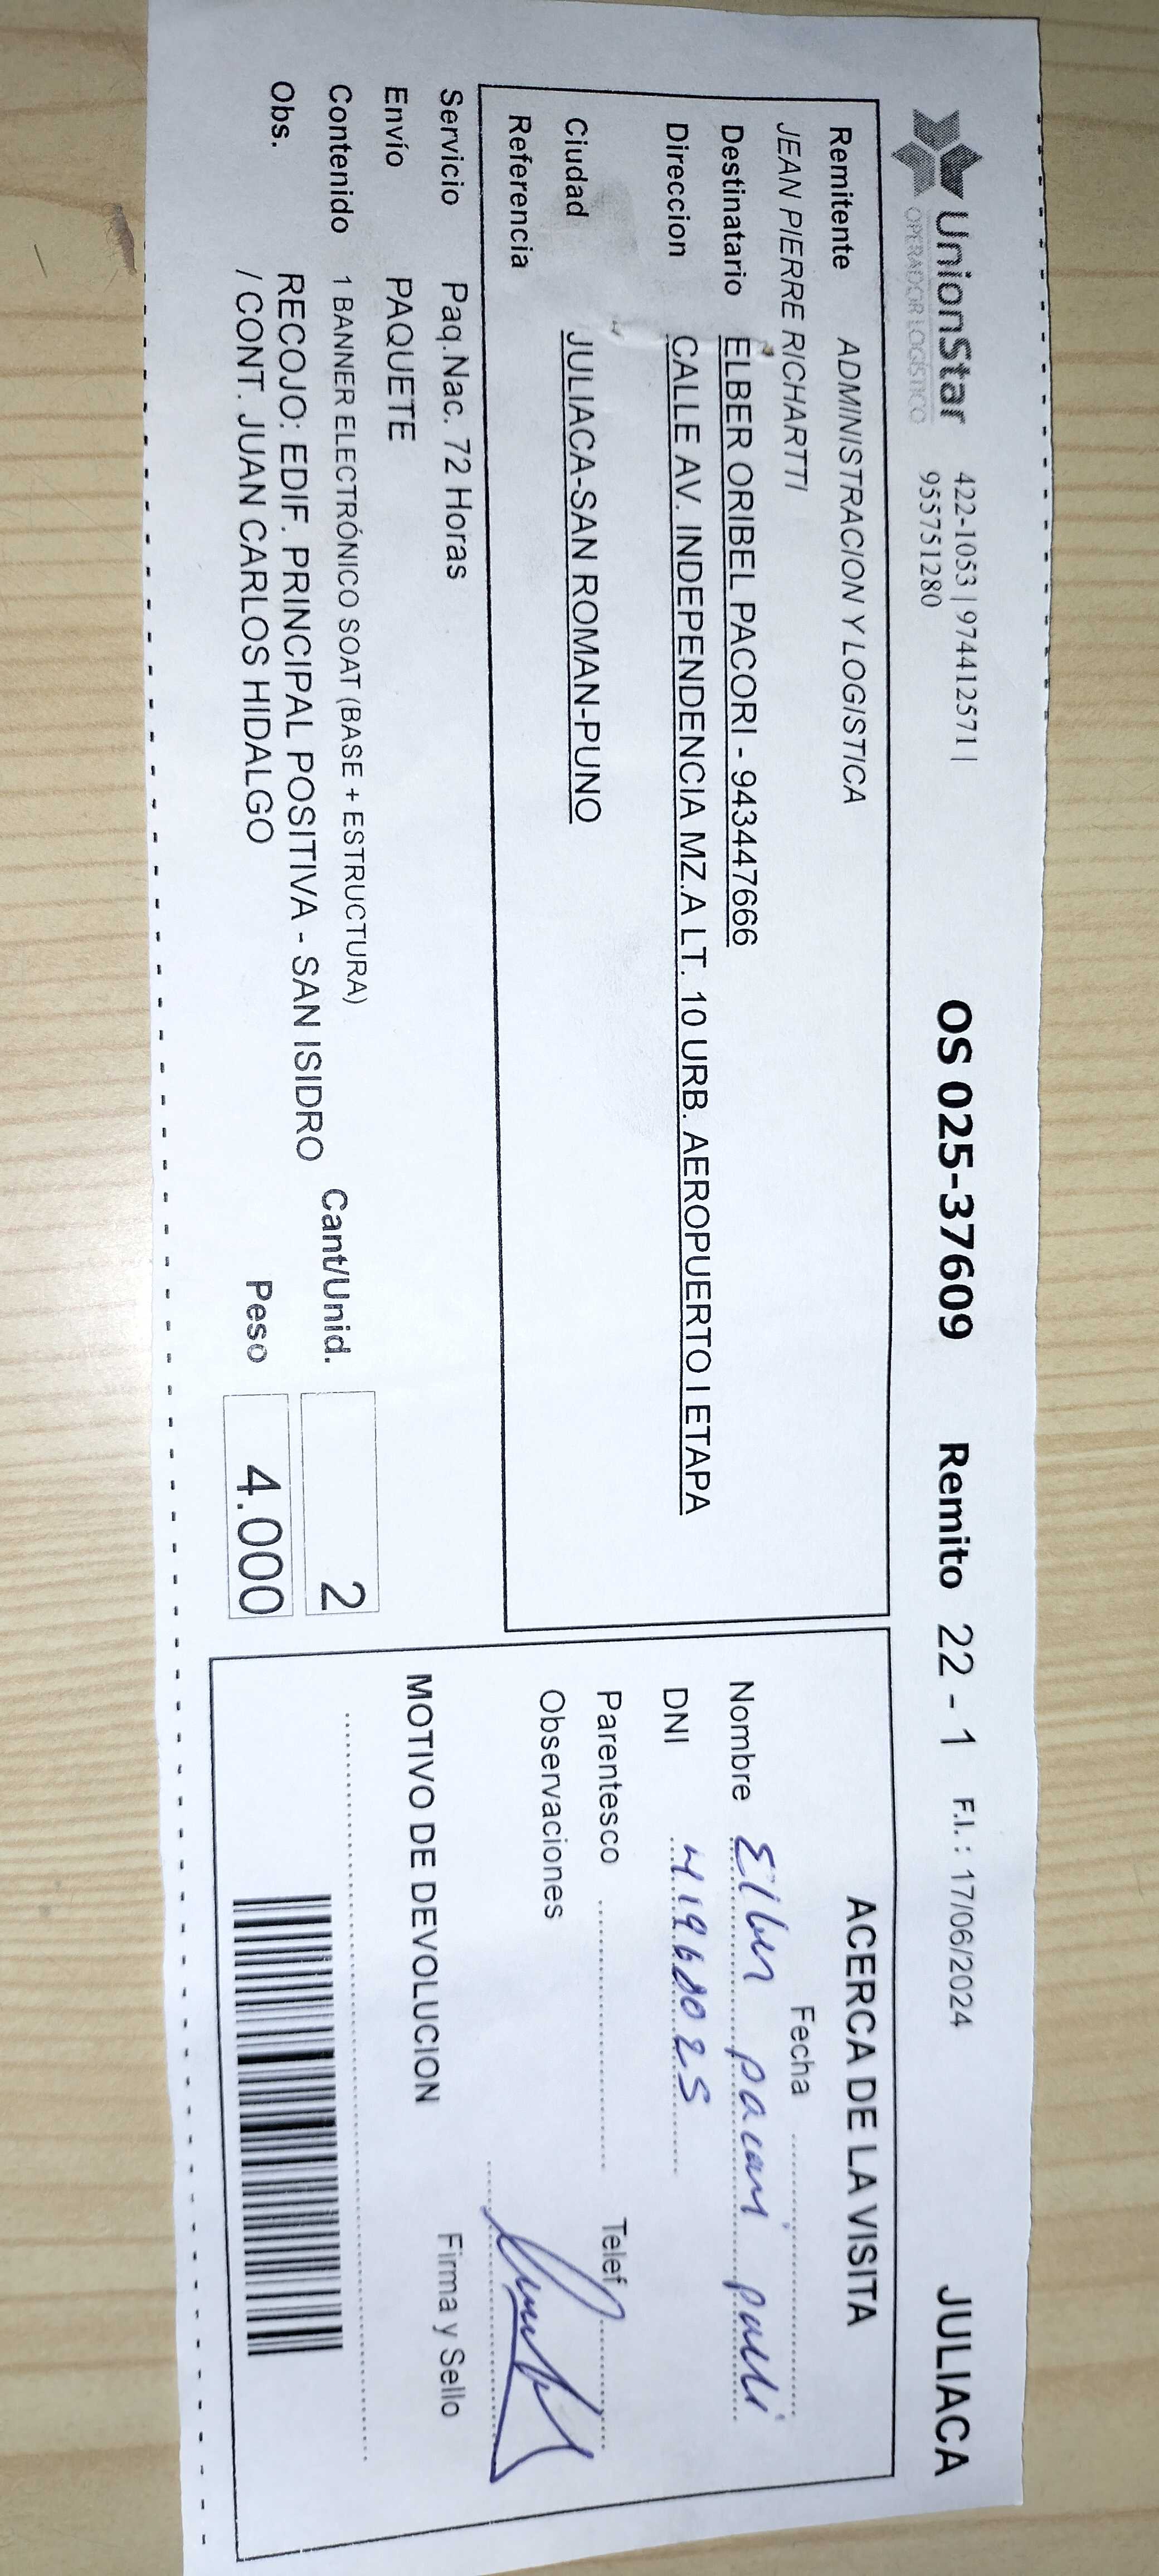 UnionStar
OPERADOR LOGÍSTICO
422-1053 | 974412571 |
955751280
OS 025-37609
Remito 22 - 1
F.I. : 17/06/2024
JULIACA
Remitente ADMINISTRACION Y LOGISTICA
JEAN PIERRE RICHARTTI
Destinatario ELBER ORIBEL PACORI - 943447666
Direccion CALLE AV. INDEPENDENCIA MZ.A LT. 10 URB. AEROPUERTO I ETAPA
Ciudad JULIACA-SAN ROMAN-PUNO
Referencia
Servicio Paq.Nac. 72 Horas
Envío PAQUETE
Contenido 1 BANNER ELECTRÓNICO SOAT (BASE + ESTRUCTURA)
Obs. RECOJO: EDIF. PRINCIPAL POSITIVA - SAN ISIDRO
/ CONT. JUAN CARLOS HIDALGO
Cant/Unid. 2
Peso 4.000
ACERCA DE LA VISITA
Fecha
Nombre Elber Pacori
DNI 41968025
Parentesco
Telef
Observaciones
Firma y Sello
MOTIVO DE DEVOLUCION